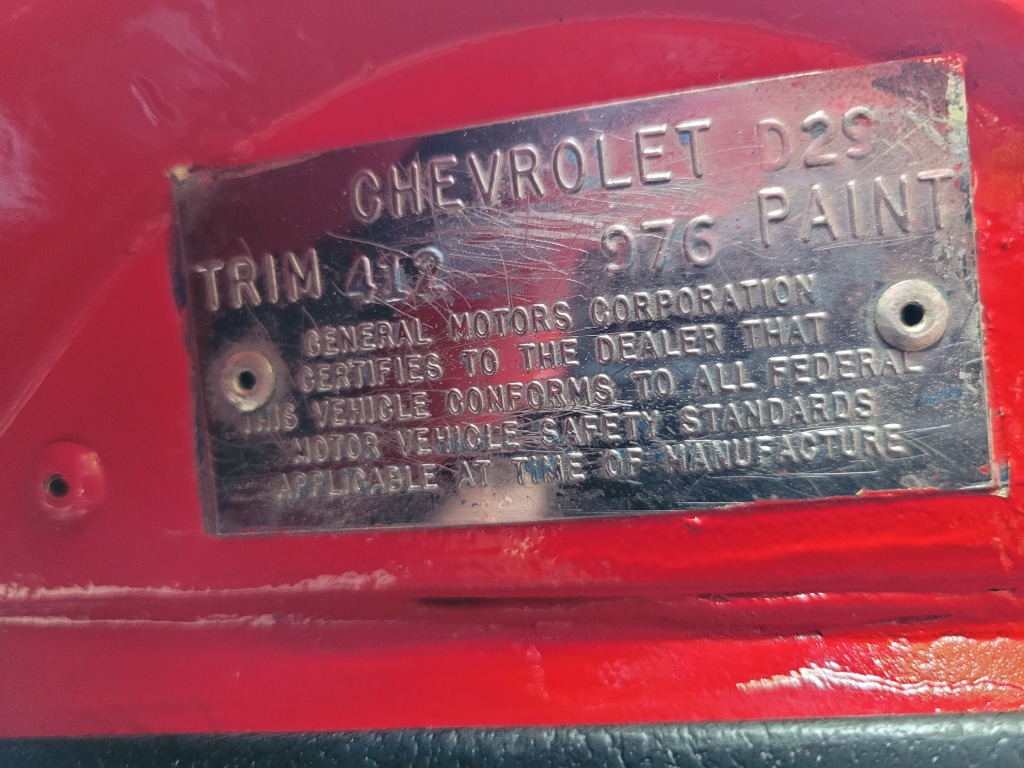 CHEVROLET D29
TRIM 412 976 PAINT
GENERAL MOTORS CORPORATION
CERTIFIES TO THE DEALER THAT
THIS VEHICLE CONFORMS TO ALL FEDERAL
MOTOR VEHICLE SAFETY STANDARDS
APPLICABLE AT TIME OF MANUFACTURE